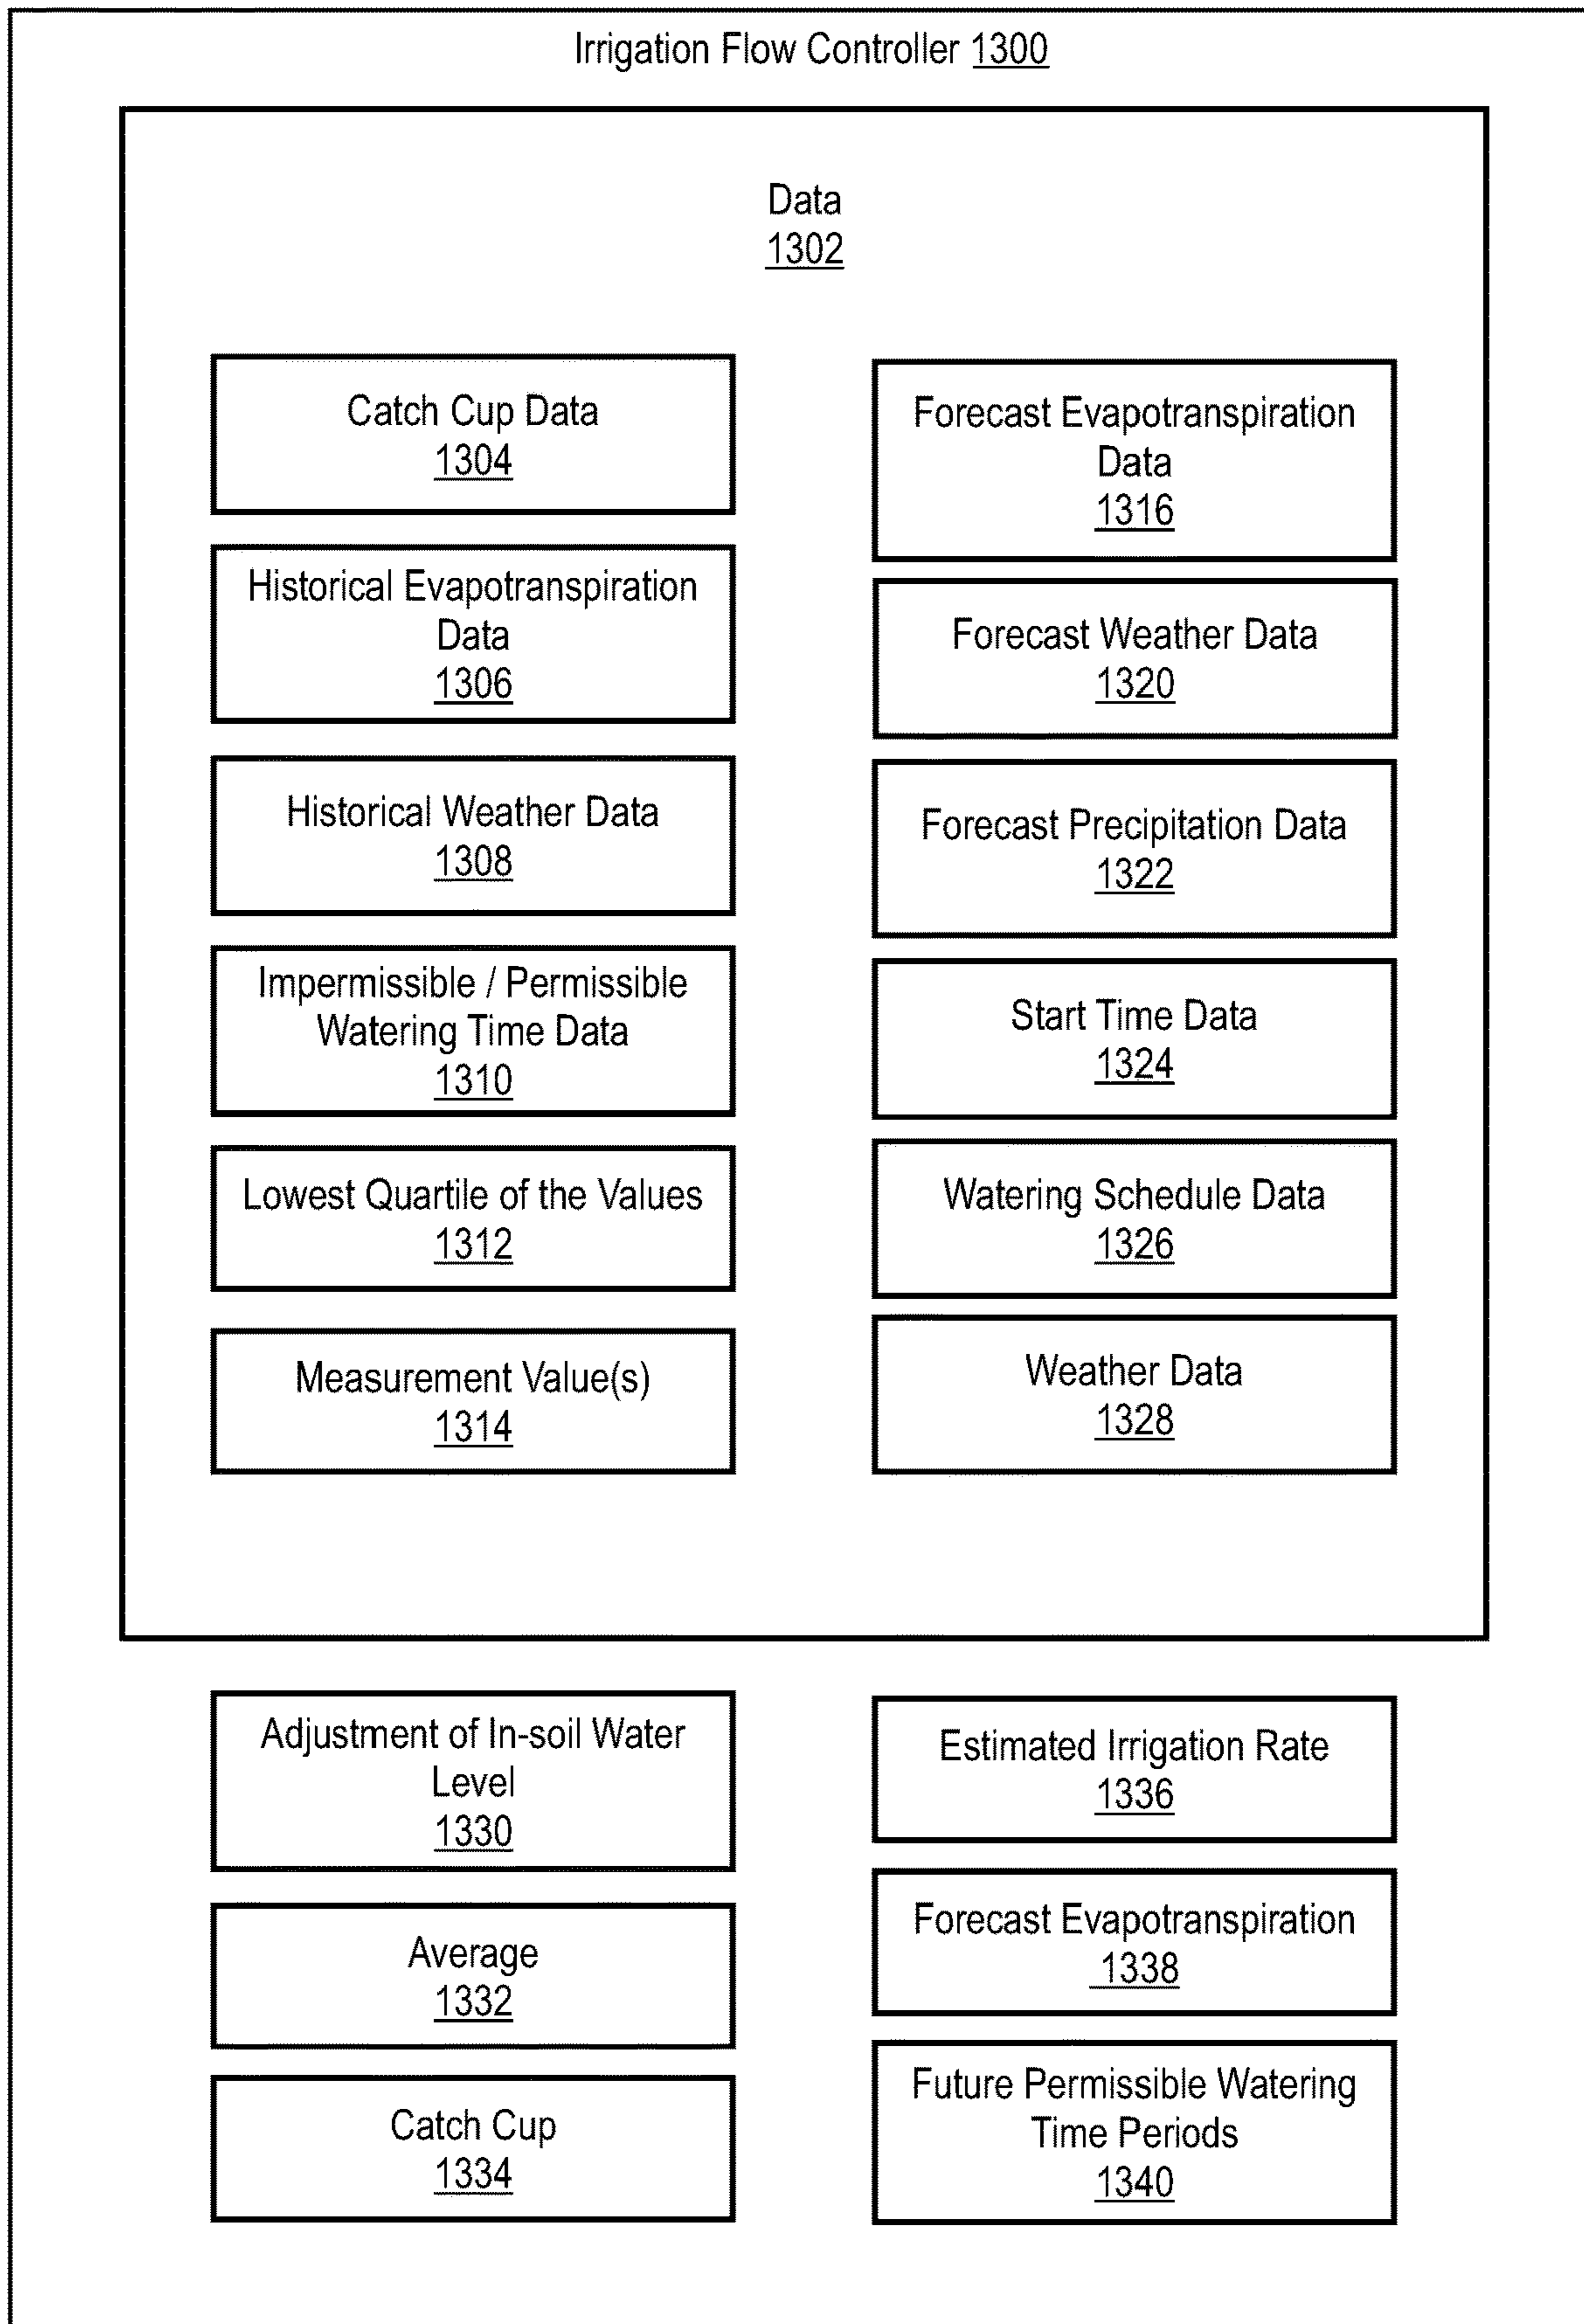 Irrigation Flow Controller 1300
Data
1302
Catch Cup Data
1304
Historical Evapotranspiration
Data
1306
Historical Weather Data
1308
Impermissible / Permissible
Watering Time Data
1310
Lowest Quartile of the Values
1312
Measurement Value(s)
1314
Forecast Evapotranspiration
Data
1316
Forecast Weather Data
1320
Forecast Precipitation Data
1322
Start Time Data
1324
Watering Schedule Data
1326
Weather Data
1328
Adjustment of In-soil Water
Level
1330
Average
1332
Catch Cup
1334
Estimated Irrigation Rate
1336
Forecast Evapotranspiration
1338
Future Permissible Watering
Time Periods
1340